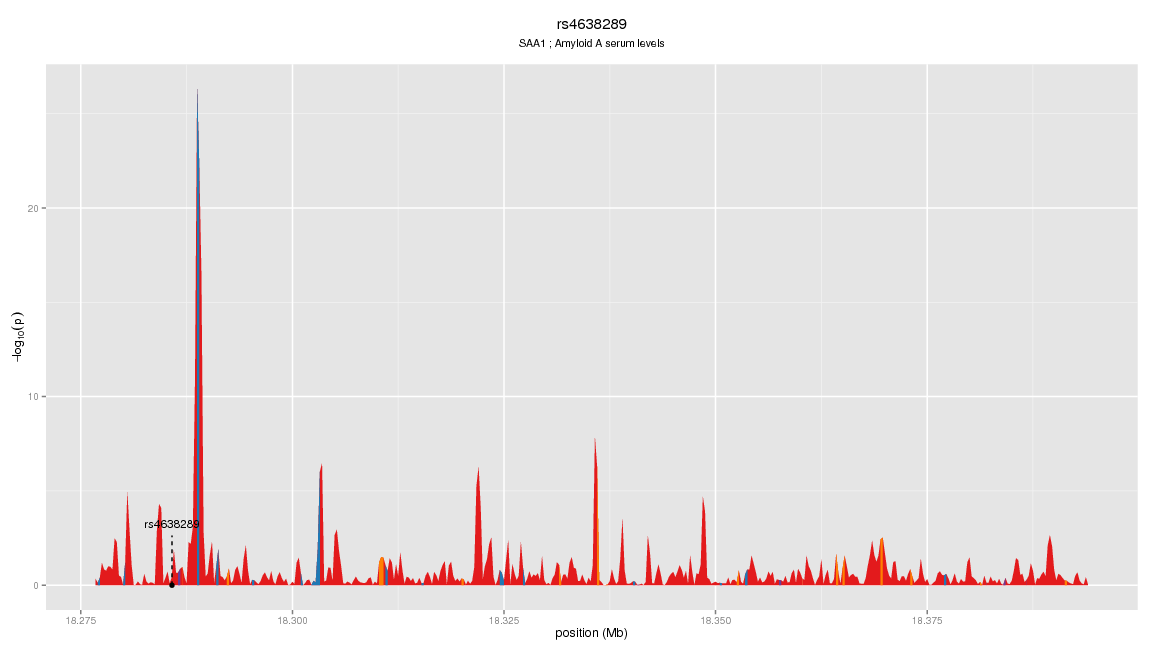 rs4638289
SAA1 ; Amyloid A serum levels
−log10(p)
20
10
0
rs4638289
18.275 18.300 18.325 18.350 18.375
position (Mb)